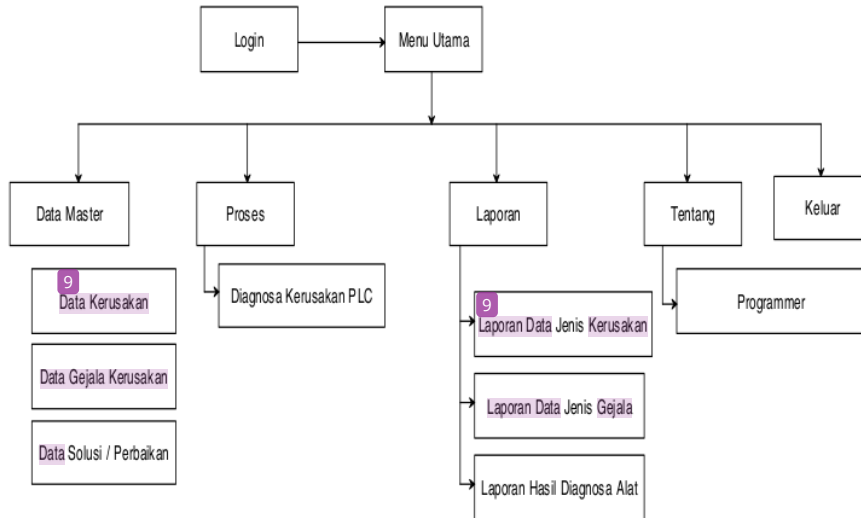 Login
Menu Utama
Data Master
Proses
Laporan
Tentang
Keluar
9
Data Kerusakan
Data Gejala Kerusakan
Data Solusi / Perbaikan
Diagnosa Kerusakan PLC
9
Laporan Data Jenis Kerusakan
Laporan Data Jenis Gejala
Laporan Hasil Diagnosa Alat
Programmer